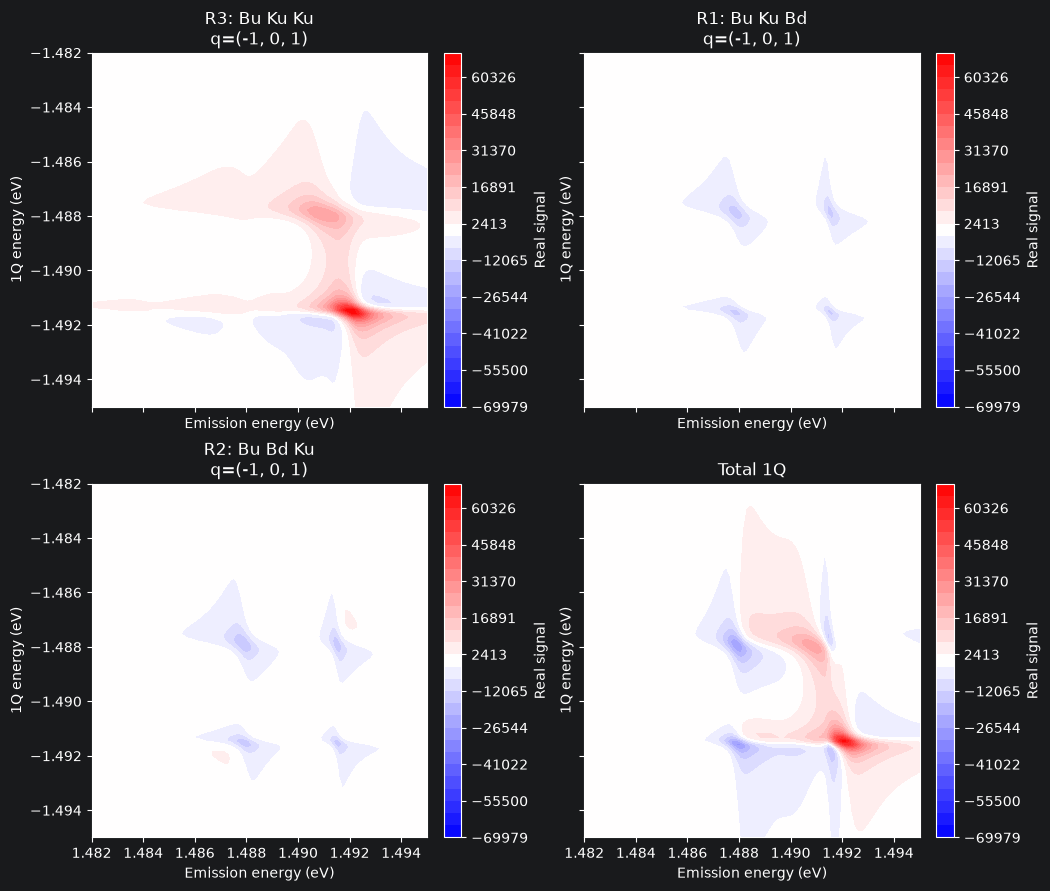 R3: Bu Ku Ku
q=(-1, 0, 1)
−1.482
−1.484
−1.486
−1.488
−1.490
−1.492
−1.494
1Q energy (eV)
Emission energy (eV)
60326
45848
31370
16891
2413
−12065
−26544
−41022
−55500
−69979
Real signal
R1: Bu Ku Bd
q=(-1, 0, 1)
1Q energy (eV)
Emission energy (eV)
60326
45848
31370
16891
2413
−12065
−26544
−41022
−55500
−69979
Real signal
R2: Bu Bd Ku
q=(-1, 0, 1)
−1.482
−1.484
−1.486
−1.488
−1.490
−1.492
−1.494
1Q energy (eV)
1.482 1.484 1.486 1.488 1.490 1.492 1.494
Emission energy (eV)
60326
45848
31370
16891
2413
−12065
−26544
−41022
−55500
−69979
Real signal
Total 1Q
1Q energy (eV)
1.482 1.484 1.486 1.488 1.490 1.492 1.494
Emission energy (eV)
60326
45848
31370
16891
2413
−12065
−26544
−41022
−55500
−69979
Real signal